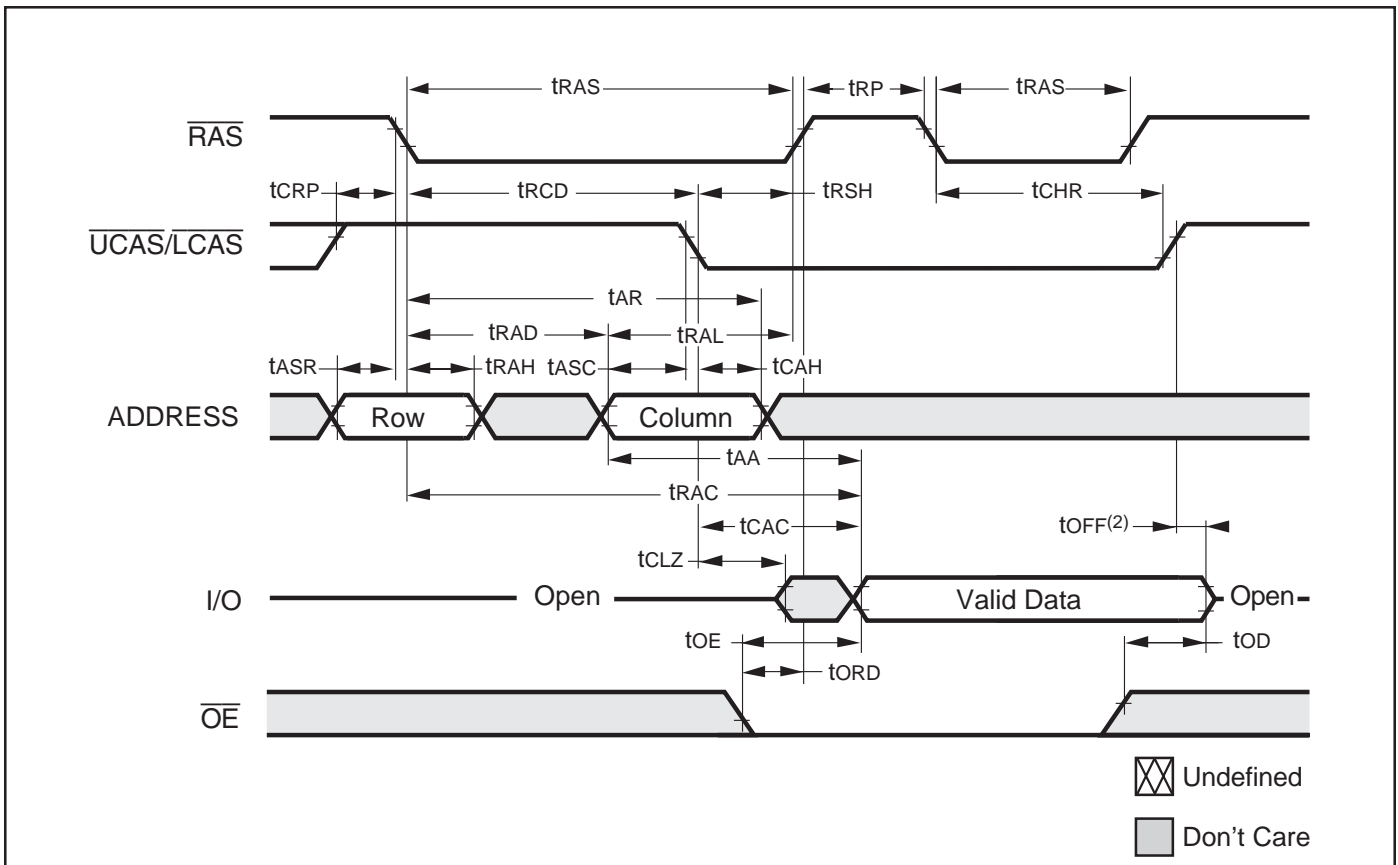 tRAS tRP tRAS
RAS
tCRP tRCD tRSH tCHR
UCAS/LCAS
tAR
tRAD tRAL
tASR tRAH tASC tCAH
ADDRESS Row Column
tAA
tRAC
tCAC tOFF(2)
tCLZ
I/O Open Valid Data Open
tOE tOD
tORD
OE
Undefined
Don't Care